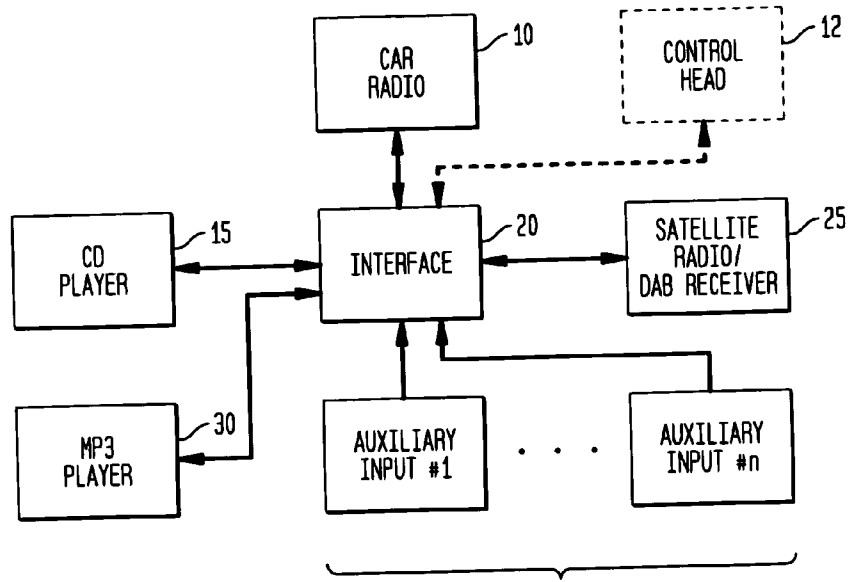 CAR
RADIO
10
CONTROL
HEAD
12
CD
PLAYER
15
INTERFACE
20
SATELLITE
RADIO/
DAB RECEIVER
25
MP3
PLAYER
30
AUXILIARY
INPUT #1
. . .
AUXILIARY
INPUT #n